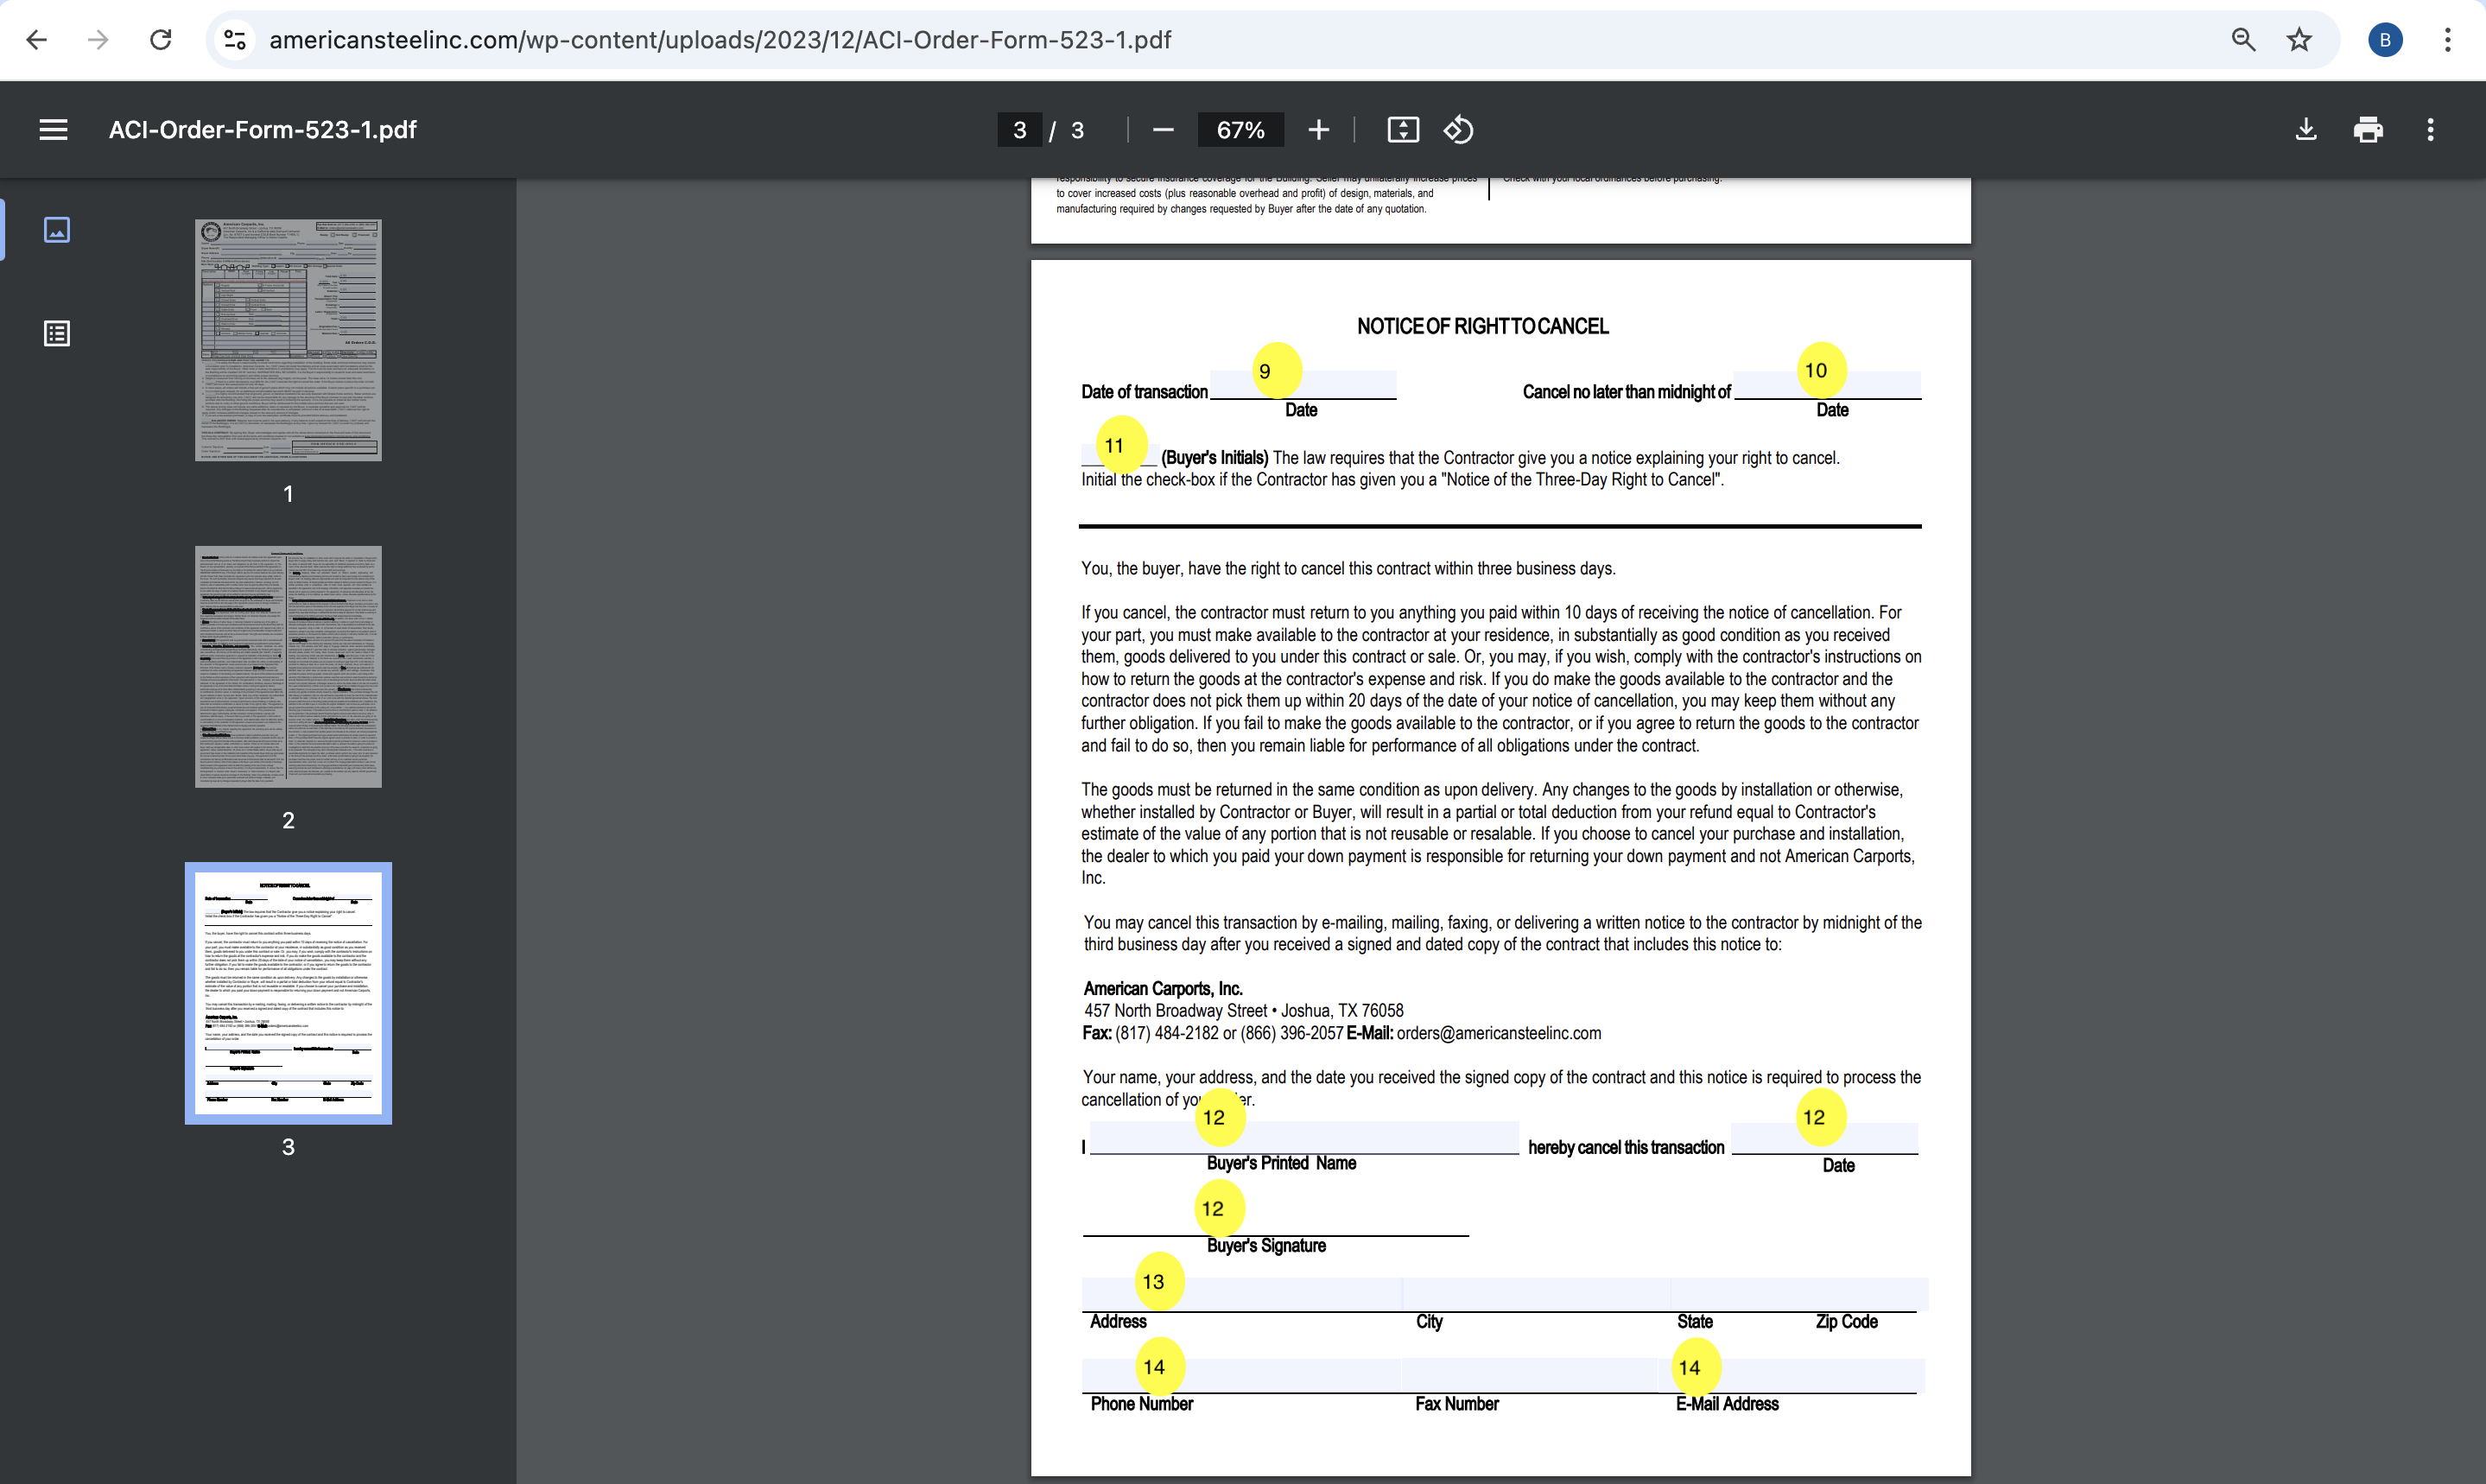 americansteelinc.com/wp-content/uploads/2023/12/ACI-Order-Form-523-1.pdf
B
ACI-Order-Form-523-1.pdf
3 / 3
67%
1
2
3
to cover increased costs (plus reasonable overhead and profit) of design, materials, and
manufacturing required by changes requested by Buyer after the date of any quotation.
responsibility to secure insurance coverage for the Building. Seller may unilaterally increase prices
Check with your local ordinances before purchasing.
NOTICE OF RIGHT TO CANCEL
9
10
Date of transaction
Cancel no later than midnight of
Date
Date
11
(Buyer's Initials) The law requires that the Contractor give you a notice explaining your right to cancel.
Initial the check-box if the Contractor has given you a "Notice of the Three-Day Right to Cancel".
You, the buyer, have the right to cancel this contract within three business days.
If you cancel, the contractor must return to you anything you paid within 10 days of receiving the notice of cancellation. For
your part, you must make available to the contractor at your residence, in substantially as good condition as you received
them, goods delivered to you under this contract or sale. Or, you may, if you wish, comply with the contractor's instructions on
how to return the goods at the contractor's expense and risk. If you do make the goods available to the contractor and the
contractor does not pick them up within 20 days of the date of your notice of cancellation, you may keep them without any
further obligation. If you fail to make the goods available to the contractor, or if you agree to return the goods to the contractor
and fail to do so, then you remain liable for performance of all obligations under the contract.
The goods must be returned in the same condition as upon delivery. Any changes to the goods by installation or otherwise,
whether installed by Contractor or Buyer, will result in a partial or total deduction from your refund equal to Contractor's
estimate of the value of any portion that is not reusable or resalable. If you choose to cancel your purchase and installation,
the dealer to which you paid your down payment is responsible for returning your down payment and not American Carports,
Inc.
You may cancel this transaction by e-mailing, mailing, faxing, or delivering a written notice to the contractor by midnight of the
third business day after you received a signed and dated copy of the contract that includes this notice to:
American Carports, Inc.
457 North Broadway Street • Joshua, TX 76058
Fax: (817) 484-2182 or (866) 396-2057 E-Mail: orders@americansteelinc.com
Your name, your address, and the date you received the signed copy of the contract and this notice is required to process the
cancellation of
12
12
I
hereby cancel this transaction
Buyer's Printed Name
Date
12
Buyer's Signature
13
Address City State Zip Code
14
14
Phone Number Fax Number E-Mail Address